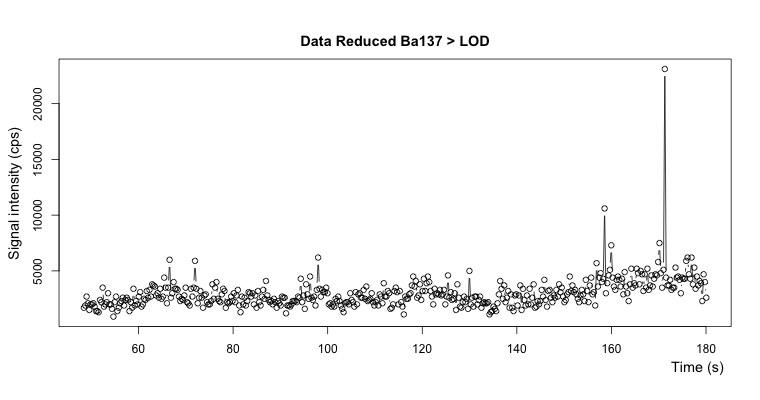 Data Reduced Ba137 > LOD
Signal intensity (cps)
20000
15000
10000
5000
60 80 100 120 140 160 180
Time (s)